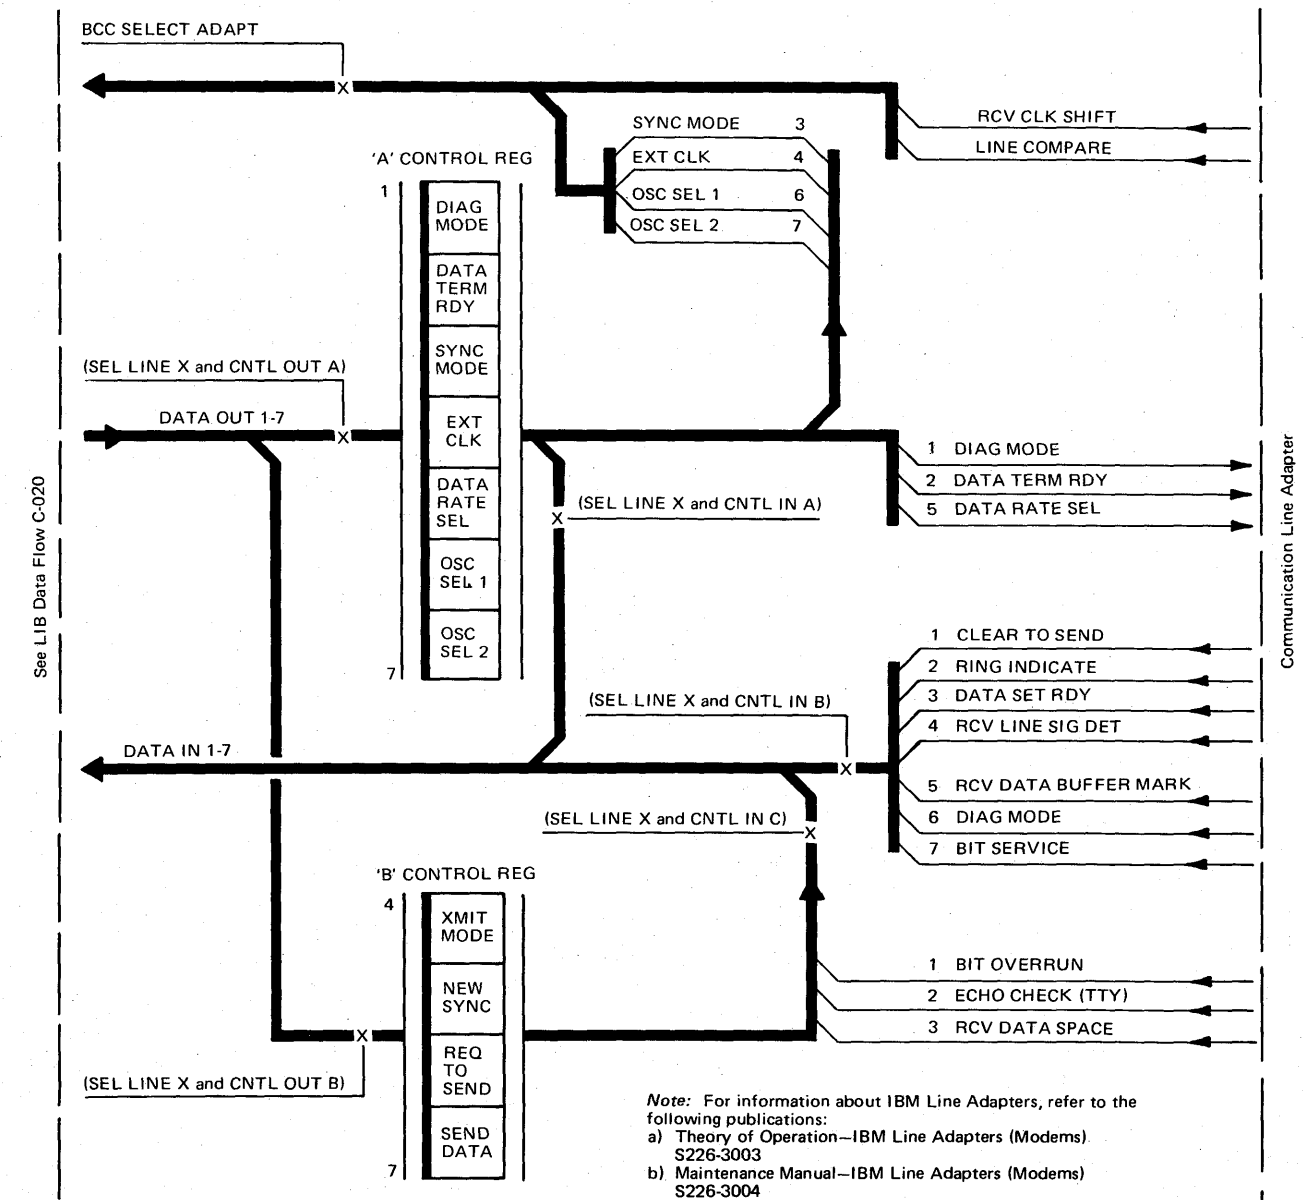 BCC SELECT ADAPT
X
RCV CLK SHIFT
LINE COMPARE
SYNC MODE 3
EXT CLK 4
OSC SEL 1 6
OSC SEL 2 7
'A' CONTROL REG
1
DIAG
MODE
DATA
TERM
RDY
SYNC
MODE
EXT
CLK
DATA
RATE
SEL
OSC
SEL 1
OSC
SEL 2
7
(SEL LINE X and CNTL OUT A)
DATA OUT 1-7
X
1 DIAG MODE
2 DATA TERM RDY
5 DATA RATE SEL
(SEL LINE X and CNTL IN A)
X
See LIB Data Flow C-020
Communication Line Adapter
1 CLEAR TO SEND
2 RING INDICATE
3 DATA SET RDY
4 RCV LINE SIG DET
5 RCV DATA BUFFER MARK
6 DIAG MODE
7 BIT SERVICE
(SEL LINE X and CNTL IN B)
X
DATA IN 1-7
(SEL LINE X and CNTL IN C)
X
'B' CONTROL REG
4
XMIT
MODE
NEW
SYNC
REQ
TO
SEND
SEND
DATA
7
1 BIT OVERRUN
2 ECHO CHECK (TTY)
3 RCV DATA SPACE
X
(SEL LINE X and CNTL OUT B)
Note: For information about IBM Line Adapters, refer to the
following publications:
a) Theory of Operation—IBM Line Adapters (Modems)
S226-3003
b) Maintenance Manual—IBM Line Adapters (Modems)
S226-3004